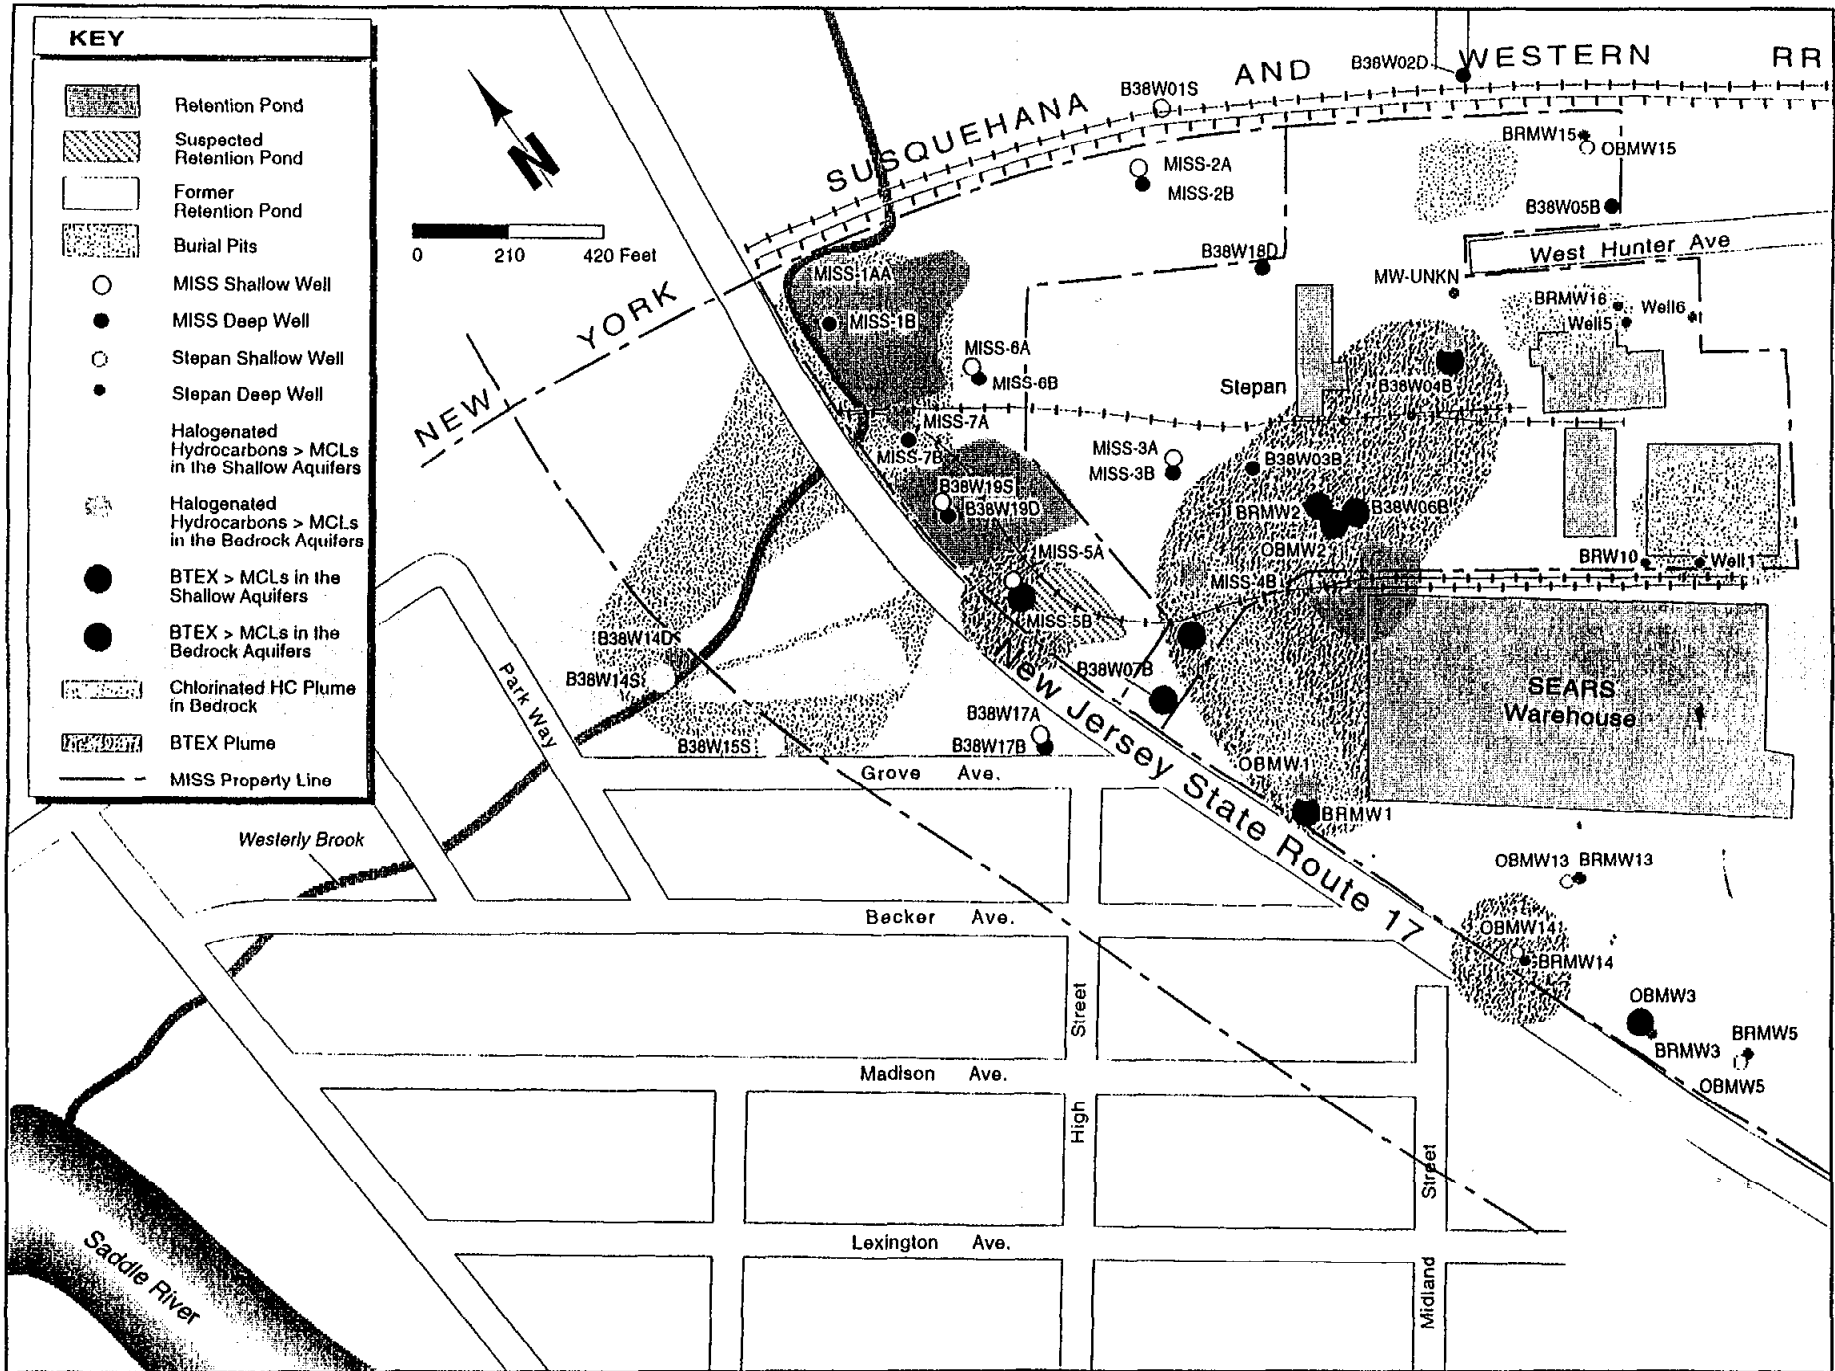 KEY
Retention Pond
Suspected
Retention Pond
Former
Retention Pond
Burial Pits
MISS Shallow Well
MISS Deep Well
Stepan Shallow Well
Stepan Deep Well
Halogenated
Hydrocarbons > MCLs
in the Shallow Aquifers
Halogenated
Hydrocarbons > MCLs
in the Bedrock Aquifers
BTEX > MCLs in the
Shallow Aquifers
BTEX > MCLs in the
Bedrock Aquifers
Chlorinated HC Plume
in Bedrock
BTEX Plume
MISS Property Line
N
0 210 420 Feet
NEW YORK SUSQUEHANA AND WESTERN RR
B38W02D
B38W01S
BRMW15
OBMW15
MISS-2A
MISS-2B
B38W05B
West Hunter Ave
B38W18D
MISS-1AA
MISS-1B
MW-UNKN
BRMW16
Well5
Well6
MISS-6A
MISS-6B
Stepan
B38W04B
MISS-7A
MISS-7B
MISS-3A
MISS-3B
B38W03B
B38W19S
B38W19D
BRMW2
B38W06B
OBMW2
MISS-5A
MISS-5B
MISS-4B
BRW10
Well1
B38W14D
B38W14S
B38W07B
SEARS
Warehouse
B38W15S
B38W17A
B38W17B
OBMW1
BRMW1
New Jersey State Route 17
Park Way
Grove Ave.
Westerly Brook
OBMW13
BRMW13
Becker Ave.
OBMW14
BRMW14
OBMW3
BRMW3
BRMW5
OBMW5
Madison Ave.
High Street
Midland Street
Lexington Ave.
Saddle River